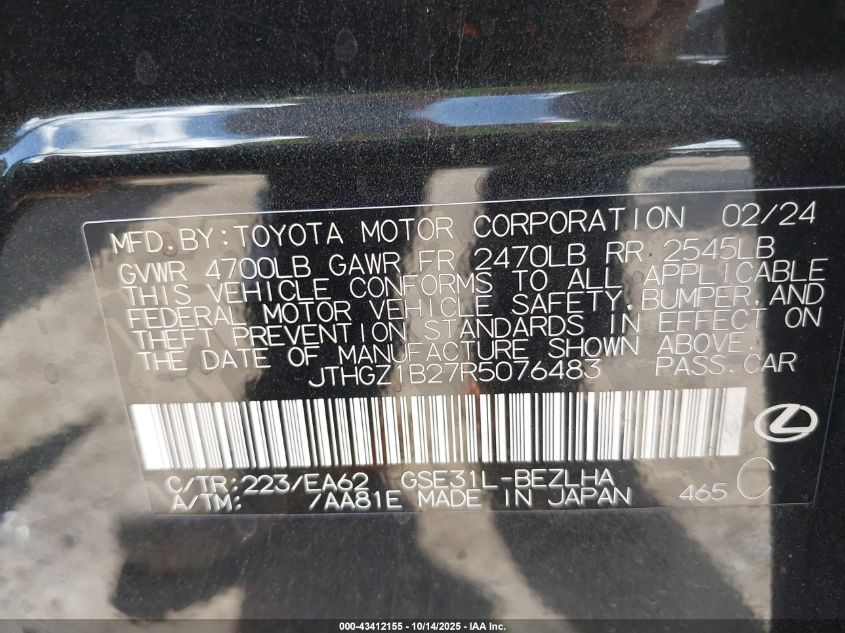 MFD.BY:TOYOTA MOTOR CORPORATION 02/24
GVWR 4700LB GAWR FR 2470LB RR 2545LB
THIS VEHICLE CONFORMS TO ALL APPLICABLE
FEDERAL MOTOR VEHICLE SAFETY,BUMPER,AND
THEFT PREVENTION STANDARDS IN EFFECT ON
THE DATE OF MANUFACTURE SHOWN ABOVE.
JTHGZ1B27R5076483 PASS.CAR
C/TR:223/EA62 GSE31L-BEZLHA
A/TM: /AA81E MADE IN JAPAN 465 C
000-43412155 - 10/14/2025 - IAA Inc.